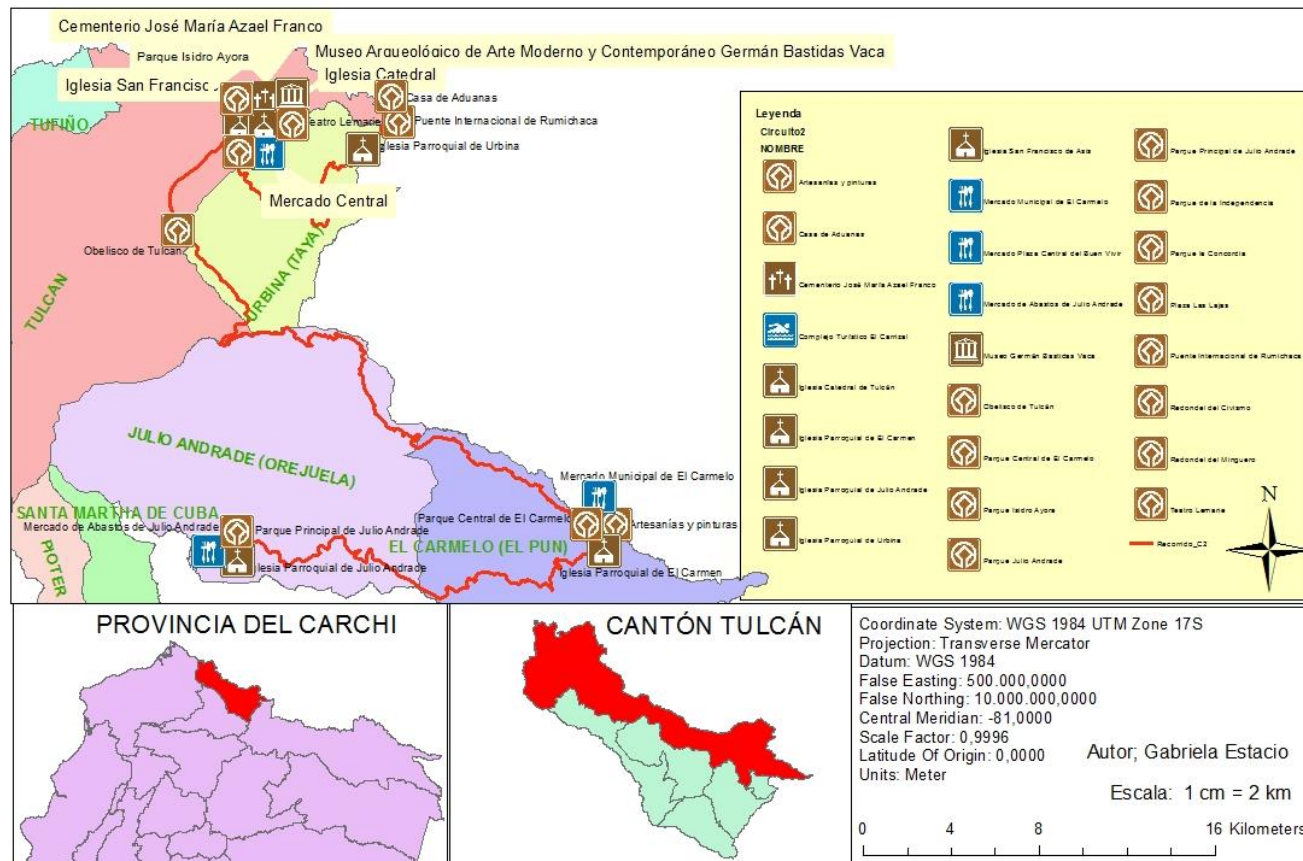 Cementerio José María Azael Franco
Parque Isidro Ayora
Museo Arqueológico de Arte Moderno y Contemporáneo Germán Bastidas Vaca
Iglesia San Francisc
Iglesia Catedral
Casa de Aduanas
TUFIÑO
Teatro Lemarie
Puente Internacional de Rumichaca
Iglesia Parroquial de Urbina
Mercado Central
Obelisco de Tulcán
URBINA (TAYA)
TULCAN
JULIO ANDRADE (OREJUELA)
Mercado Municipal de El Carmelo
SANTA MARTHA DE CUBA
Mercado de Abastos de Julio Andrade
Parque Principal de Julio Andrade
Parque Central de El Carmelo
Artesanías y pinturas
EL CARMELO (EL PUN)
PIOTER
Iglesia Parroquial de Julio Andrade
Iglesia Parroquial de El Carmen
Leyenda
Circuito2
NOMBRE
Artesanías y pinturas
Casa de Aduanas
Cementerio José María Azael Franco
Complejo Turístico El Carrizal
Iglesia Catedral de Tulcán
Iglesia Parroquial de El Carmen
Iglesia Parroquial de Julio Andrade
Iglesia Parroquial de Urbina
Iglesia San Francisco de Asis
Mercado Municipal de El Carmelo
Mercado Plaza Central del Buen Vivir
Mercado de Abastos de Julio Andrade
Museo Germán Bastidas Vaca
Obelisco de Tulcán
Parque Central de El Carmelo
Parque Isidro Ayora
Parque Julio Andrade
Parque Principal de Julio Andrade
Parque de la Independencia
Parque la Concordia
Plaza Las Lajas
Puente Internacional de Rumichaca
Redondel del Civismo
Redondel del Minguero
Teatro Lemarie
Recorrido_C2
N
PROVINCIA DEL CARCHI
CANTÓN TULCÁN
Coordinate System: WGS 1984 UTM Zone 17S
Projection: Transverse Mercator
Datum: WGS 1984
False Easting: 500.000,0000
False Northing: 10.000.000,0000
Central Meridian: -81,0000
Scale Factor: 0,9996
Latitude Of Origin: 0,0000
Units: Meter
Autor; Gabriela Estacio
Escala: 1 cm = 2 km
0 4 8 16 Kilometers